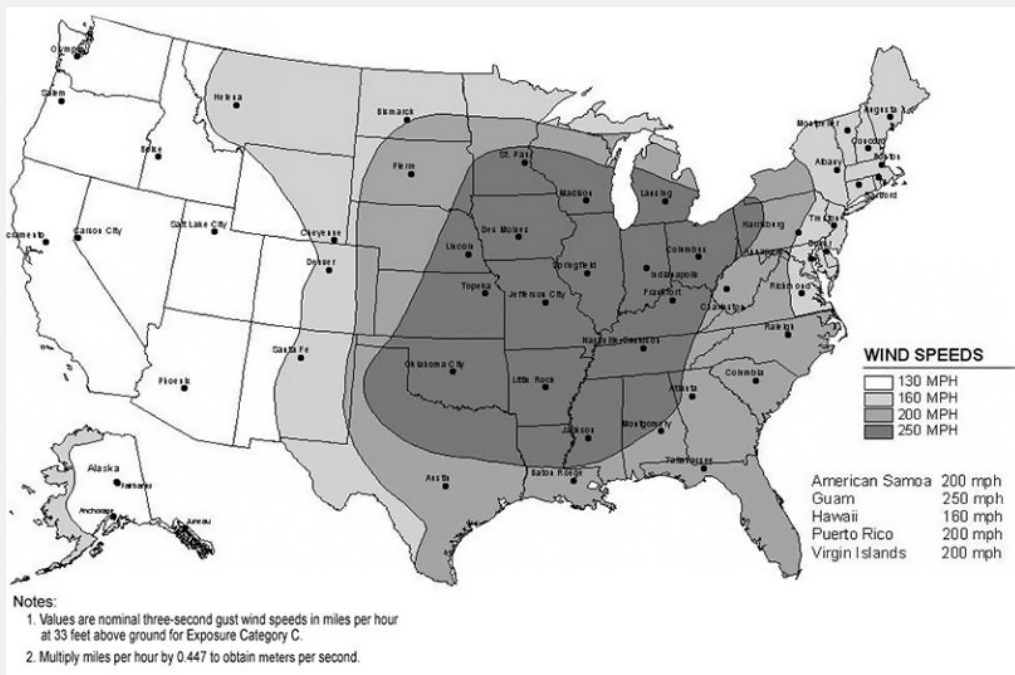 Olympia
Salem
Helena
Bismarck
Boise
Pierre
St. Paul
Montpelier
Augusta
Concord
Albany
Boston
Hartford
Madison
Lansing
Salt Lake City
Carson City
Cheyenne
Denver
Lincoln
Des Moines
Springfield
Columbus
Harrisburg
Trenton
Dover
Annapolis
Indianapolis
Topeka
Jefferson City
Frankfort
Charleston
Richmond
Raleigh
Santa Fe
Phoenix
Oklahoma City
Little Rock
Columbia
Atlanta
Jackson
Montgomery
Tallahassee
Austin
Baton Rouge
WIND SPEEDS
130 MPH
160 MPH
200 MPH
250 MPH
Alaska
Fairbanks
Anchorage
Juneau
American Samoa 200 mph
Guam 250 mph
Hawaii 160 mph
Puerto Rico 200 mph
Virgin Islands 200 mph
Notes:
1. Values are nominal three-second gust wind speeds in miles per hour
at 33 feet above ground for Exposure Category C.
2. Multiply miles per hour by 0.447 to obtain meters per second.